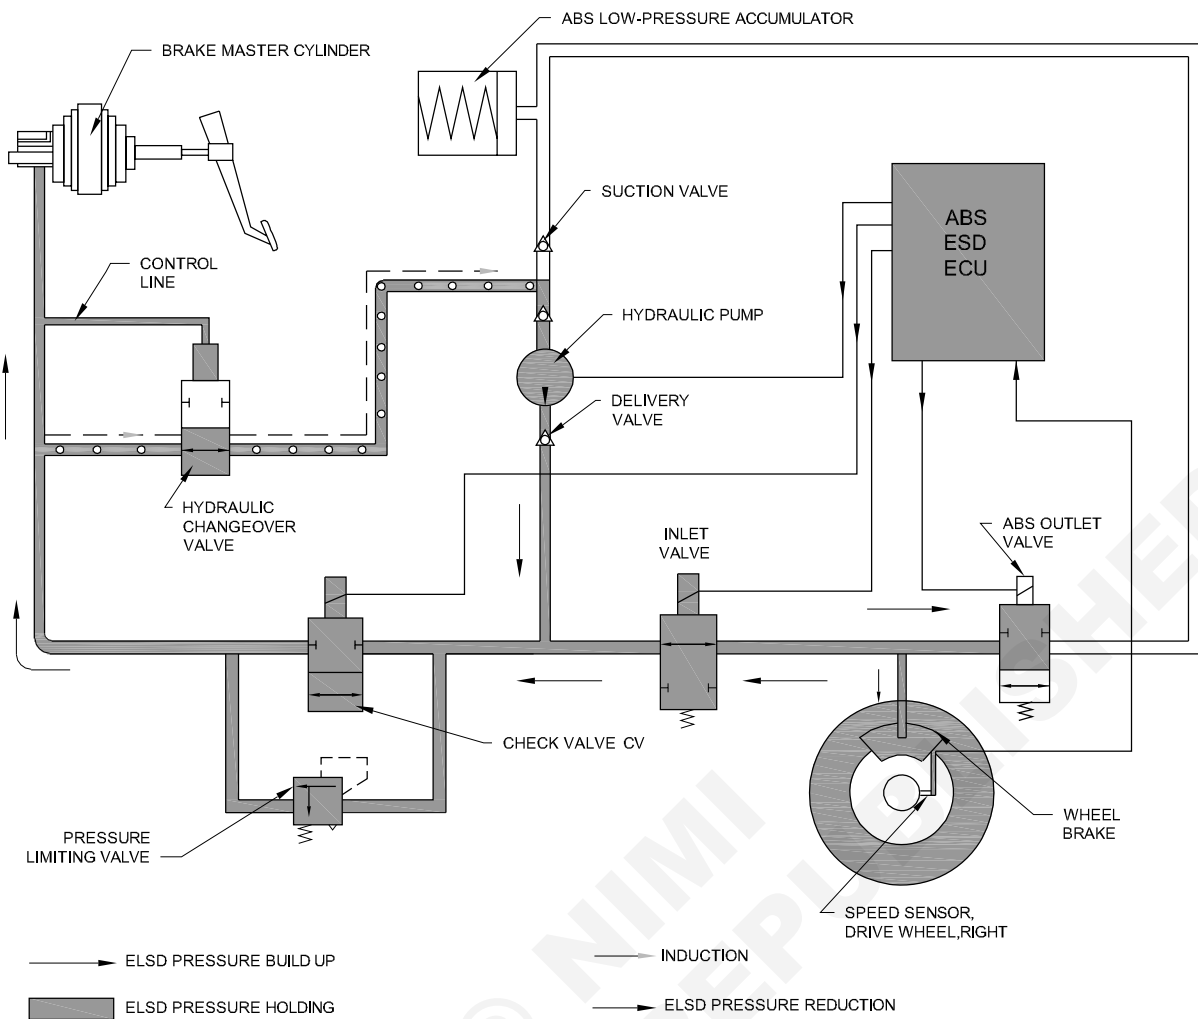 ABS LOW-PRESSURE ACCUMULATOR
BRAKE MASTER CYLINDER
SUCTION VALVE
ABS
ESD
ECU
CONTROL
LINE
HYDRAULIC PUMP
DELIVERY
VALVE
HYDRAULIC
CHANGEOVER
VALVE
INLET
VALVE
ABS OUTLET
VALVE
CHECK VALVE CV
PRESSURE
LIMITING VALVE
WHEEL
BRAKE
SPEED SENSOR,
DRIVE WHEEL,RIGHT
ELSD PRESSURE BUILD UP
INDUCTION
ELSD PRESSURE HOLDING
ELSD PRESSURE REDUCTION
© NIMI